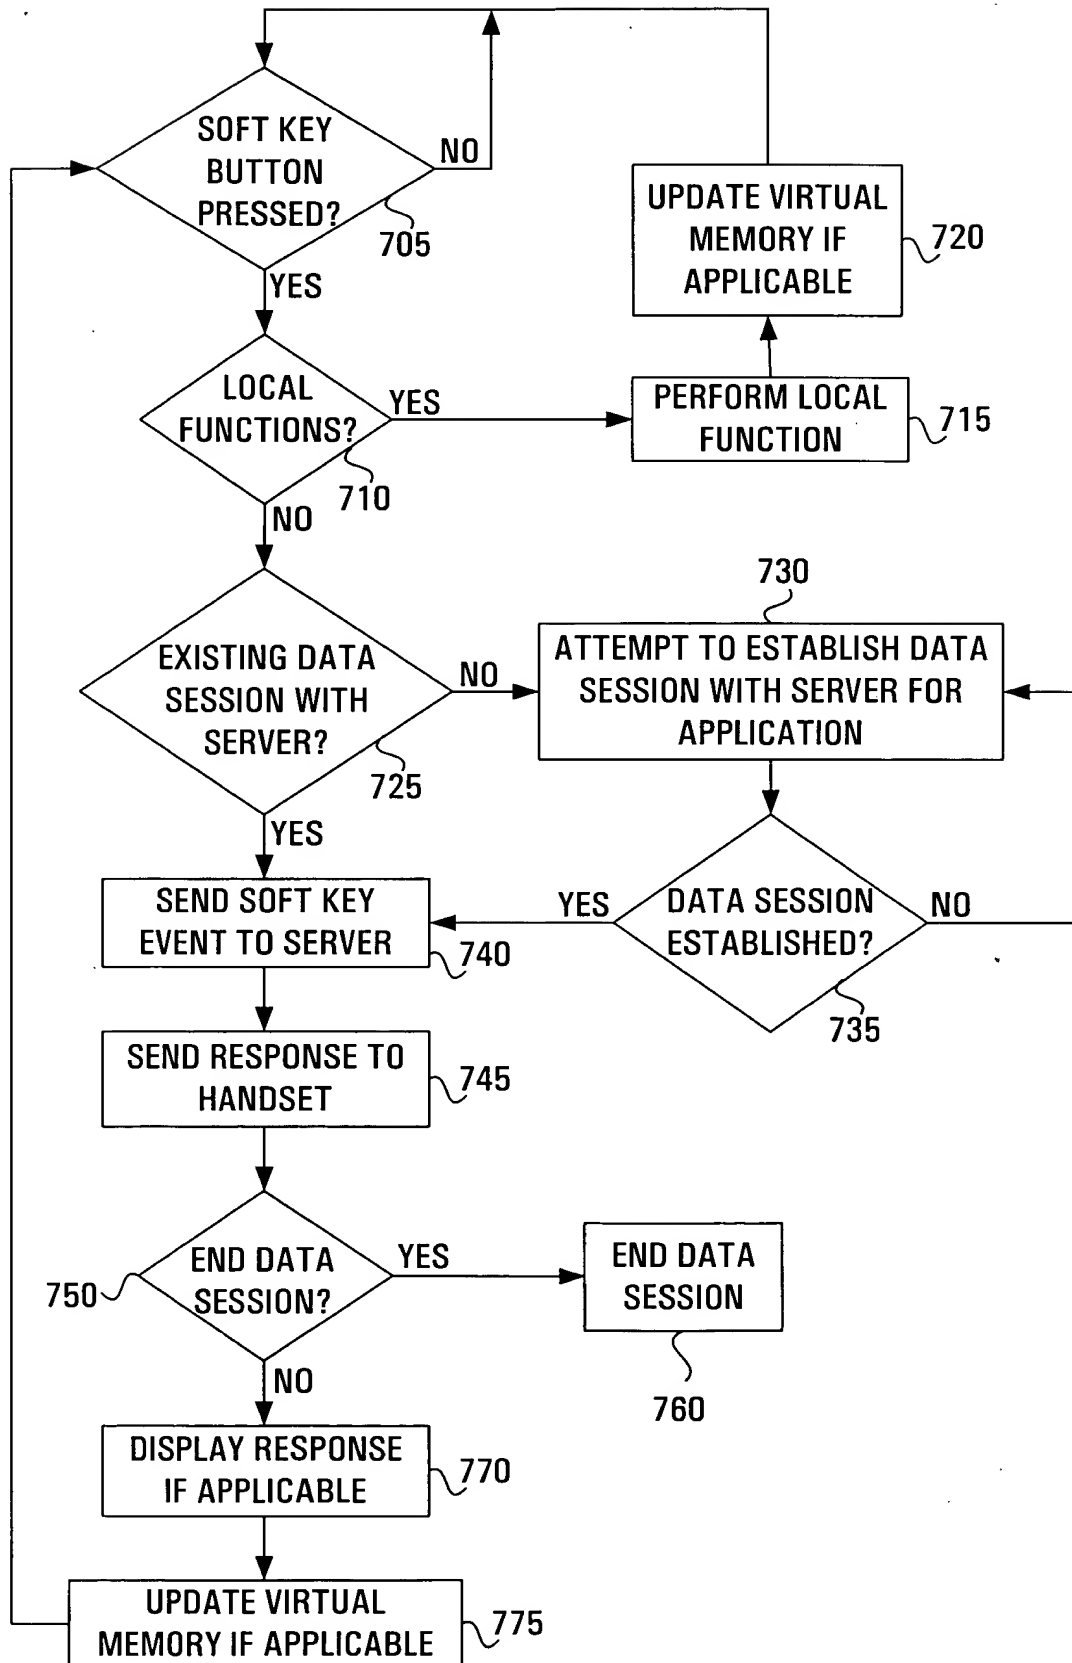 SOFT KEY
BUTTON
PRESSED?
NO
705
YES
UPDATE VIRTUAL
MEMORY IF
APPLICABLE
720
LOCAL
FUNCTIONS?
YES
710
NO
PERFORM LOCAL
FUNCTION
715
EXISTING DATA
SESSION WITH
SERVER?
NO
725
YES
730
ATTEMPT TO ESTABLISH DATA
SESSION WITH SERVER FOR
APPLICATION
DATA SESSION
ESTABLISHED?
YES
NO
735
SEND SOFT KEY
EVENT TO SERVER
740
SEND RESPONSE TO
HANDSET
745
END DATA
SESSION?
750
YES
NO
END DATA
SESSION
760
DISPLAY RESPONSE
IF APPLICABLE
770
UPDATE VIRTUAL
MEMORY IF APPLICABLE
775